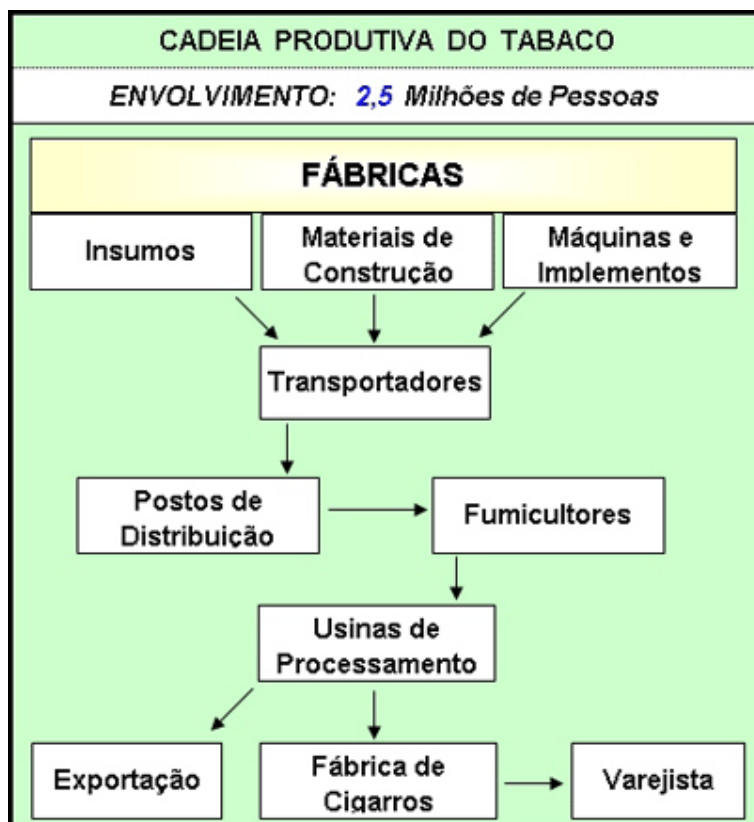 CADEIA PRODUTIVA DO TABACO
ENVOLVIMENTO: 2,5 Milhões de Pessoas
FÁBRICAS
Insumos
Materiais de
Construção
Máquinas e
Implementos
Transportadores
Postos de
Distribuição
Fumicultores
Usinas de
Processamento
Exportação
Fábrica de
Cigarros
Varejista